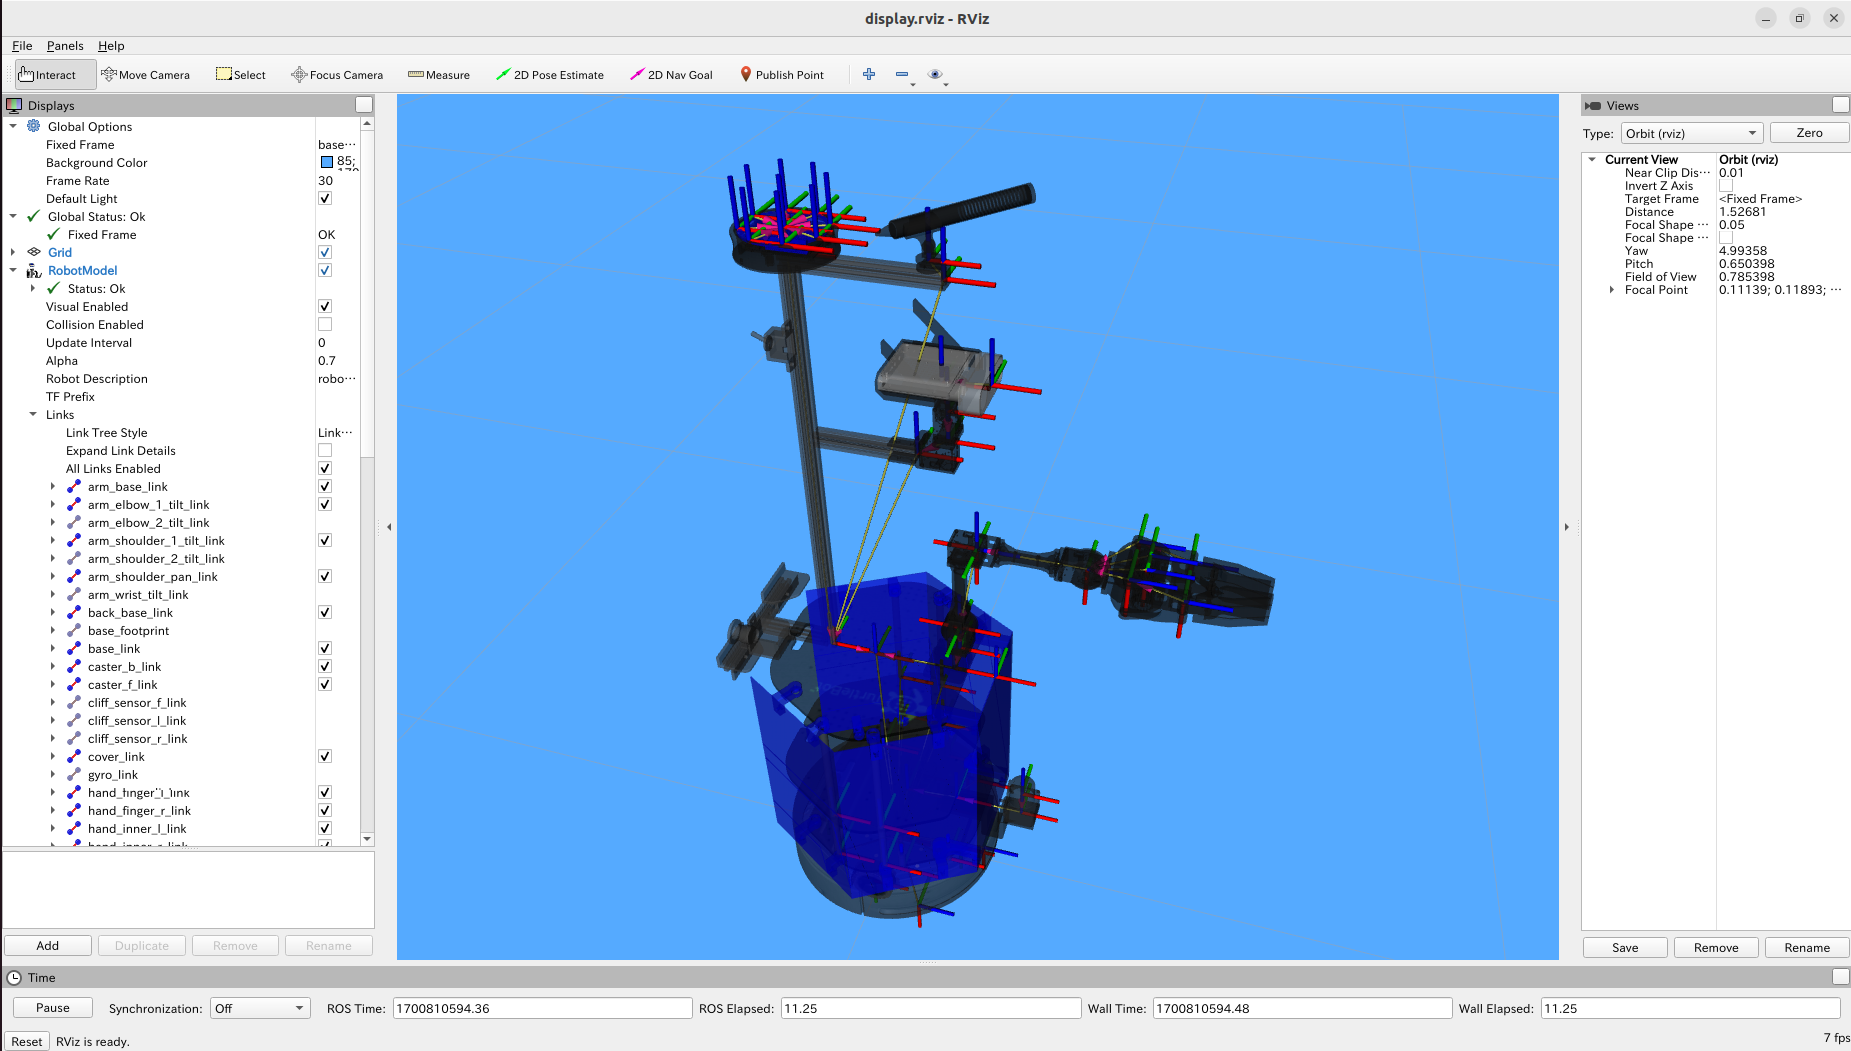 display.rviz - RViz
File Panels Help
Interact Move Camera Select Focus Camera Measure 2D Pose Estimate 2D Nav Goal Publish Point
Displays
Global Options
Fixed Frame base···
Background Color 85;
Frame Rate 30
Default Light
Global Status: Ok
Fixed Frame OK
Grid
RobotModel
Status: Ok
Visual Enabled
Collision Enabled
Update Interval 0
Alpha 0.7
Robot Description robo···
TF Prefix
Links
Link Tree Style Link···
Expand Link Details
All Links Enabled
arm_base_link
arm_elbow_1_tilt_link
arm_elbow_2_tilt_link
arm_shoulder_1_tilt_link
arm_shoulder_2_tilt_link
arm_shoulder_pan_link
arm_wrist_tilt_link
back_base_link
base_footprint
base_link
caster_b_link
caster_f_link
cliff_sensor_f_link
cliff_sensor_l_link
cliff_sensor_r_link
cover_link
gyro_link
hand_finger_l_link
hand_finger_r_link
hand_inner_l_link
Add Duplicate Remove Rename
Views
Type: Orbit (rviz) Zero
Current View Orbit (rviz)
Near Clip Dis··· 0.01
Invert Z Axis
Target Frame <Fixed Frame>
Distance 1.52681
Focal Shape ··· 0.05
Focal Shape ···
Yaw 4.99358
Pitch 0.650398
Field of View 0.785398
Focal Point 0.11139; 0.11893; ···
Save Remove Rename
Time
Pause Synchronization: Off ROS Time: 1700810594.36 ROS Elapsed: 11.25 Wall Time: 1700810594.48 Wall Elapsed: 11.25
Reset RViz is ready. 7 fps